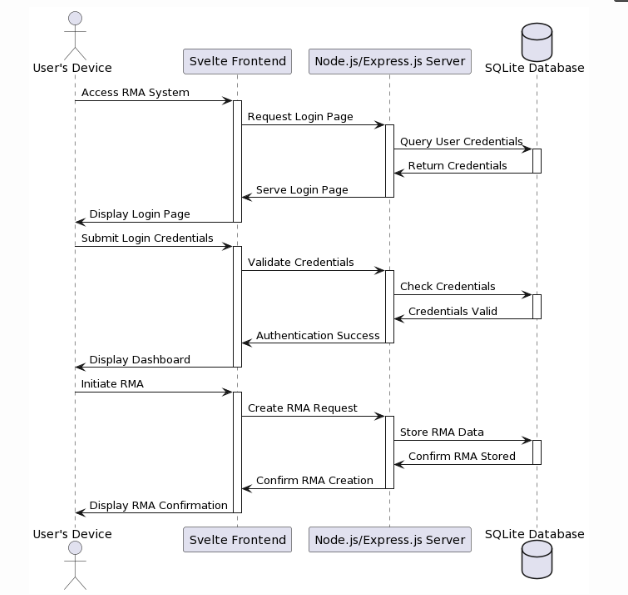 User's Device
Svelte Frontend
Node.js/Express.js Server
SQLite Database
Access RMA System
Request Login Page
Query User Credentials
Return Credentials
Serve Login Page
Display Login Page
Submit Login Credentials
Validate Credentials
Check Credentials
Credentials Valid
Authentication Success
Display Dashboard
Initiate RMA
Create RMA Request
Store RMA Data
Confirm RMA Stored
Confirm RMA Creation
Display RMA Confirmation
User's Device
Svelte Frontend
Node.js/Express.js Server
SQLite Database